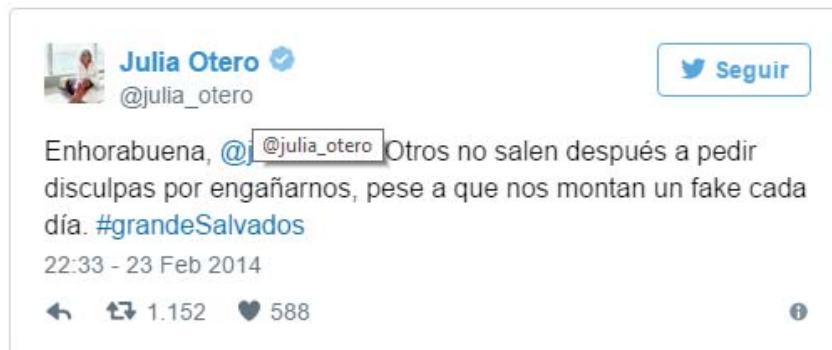 Julia Otero
@julia_otero
Seguir
Enhorabuena, @j @julia_otero Otros no salen después a pedir
disculpas por engañarnos, pese a que nos montan un fake cada
día. #grandeSalvados
22:33 - 23 Feb 2014
1.152 588